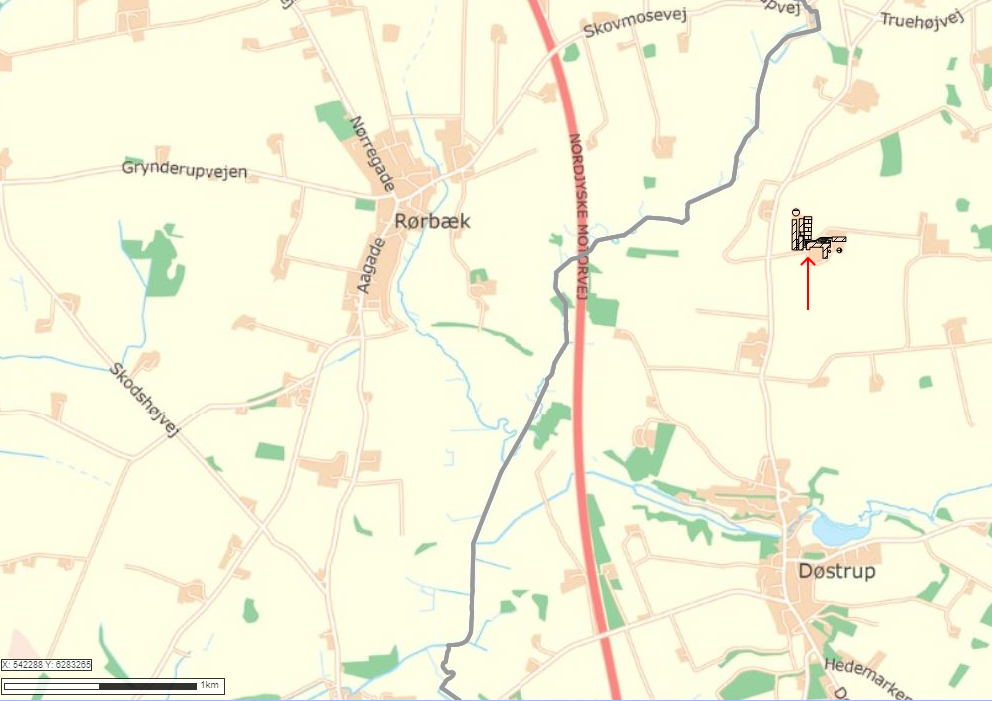 Skovmosevej
Truehøjvej
NORDJYSKE MOTORVEJ
Nørregade
Grynderupvejen
Rørbæk
Aagade
Skodshøjvej
Døstrup
Hedemarken
X: 542288 Y: 6283265
1km